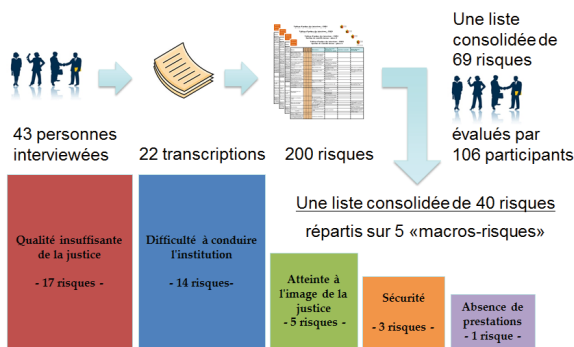 Une liste
consolidée de
69 risques
43 personnes
interviewées
22 transcriptions
200 risques
évalués par
106 participants
Une liste consolidée de 40 risques
répartis sur 5 «macros-risques»
Qualité insuffisante
de la justice
- 17 risques -
Difficulté à conduire
l'institution
- 14 risques-
Atteinte à
l'image de la
justice
- 5 risques -
Sécurité
- 3 risques -
Absence de
prestations
- 1 risque -